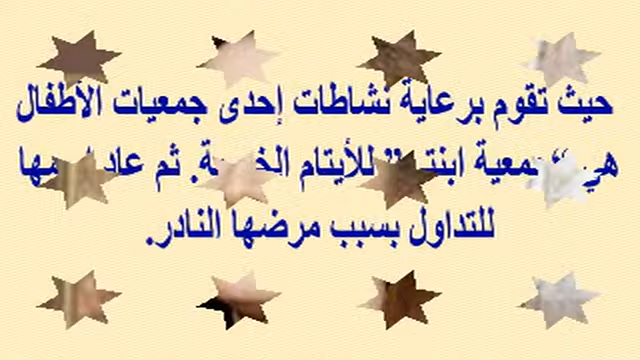 حيث تقوم برعاية نشاطات إحدى جمعيات الأطفال
هي للأيتام ثم
للتداول بسبب مرضها النادر.